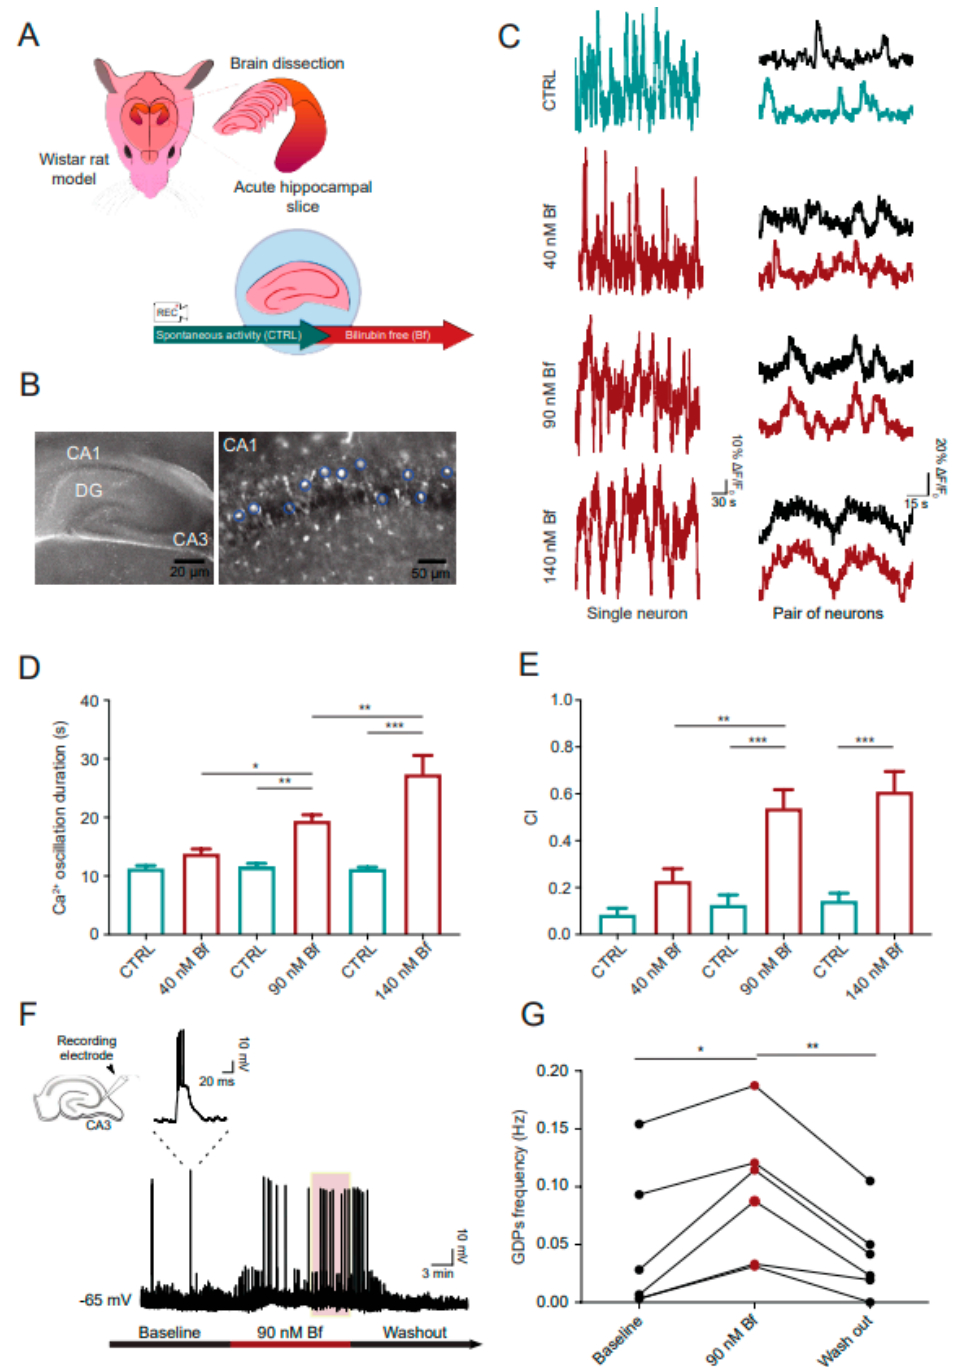 A
Brain dissection
Wistar rat
model
Acute hippocampal
slice
REC
Spontaneous activity (CTRL)
Bilirubin free (Bf)
B
CA1
DG
CA3
20 µm
CA1
50 µm
C
CTRL
40 nM Bf
90 nM Bf
140 nM Bf
10% ΔF/F0
30 s
20% ΔF/F0
15 s
Single neuron
Pair of neurons
D
Ca²⁺ oscillation duration (s)
40
30
20
10
0
*
**
**
***
CTRL
40 nM Bf
CTRL
90 nM Bf
CTRL
140 nM Bf
E
CI
1.0
0.8
0.6
0.4
0.2
0.0
**
***
***
CTRL
40 nM Bf
CTRL
90 nM Bf
CTRL
140 nM Bf
F
Recording
electrode
CA3
10 mV
20 ms
10 mV
3 min
-65 mV
Baseline
90 nM Bf
Washout
G
GDPs frequency (Hz)
0.20
0.15
0.10
0.05
0.00
*
**
Baseline
90 nM Bf
Wash out